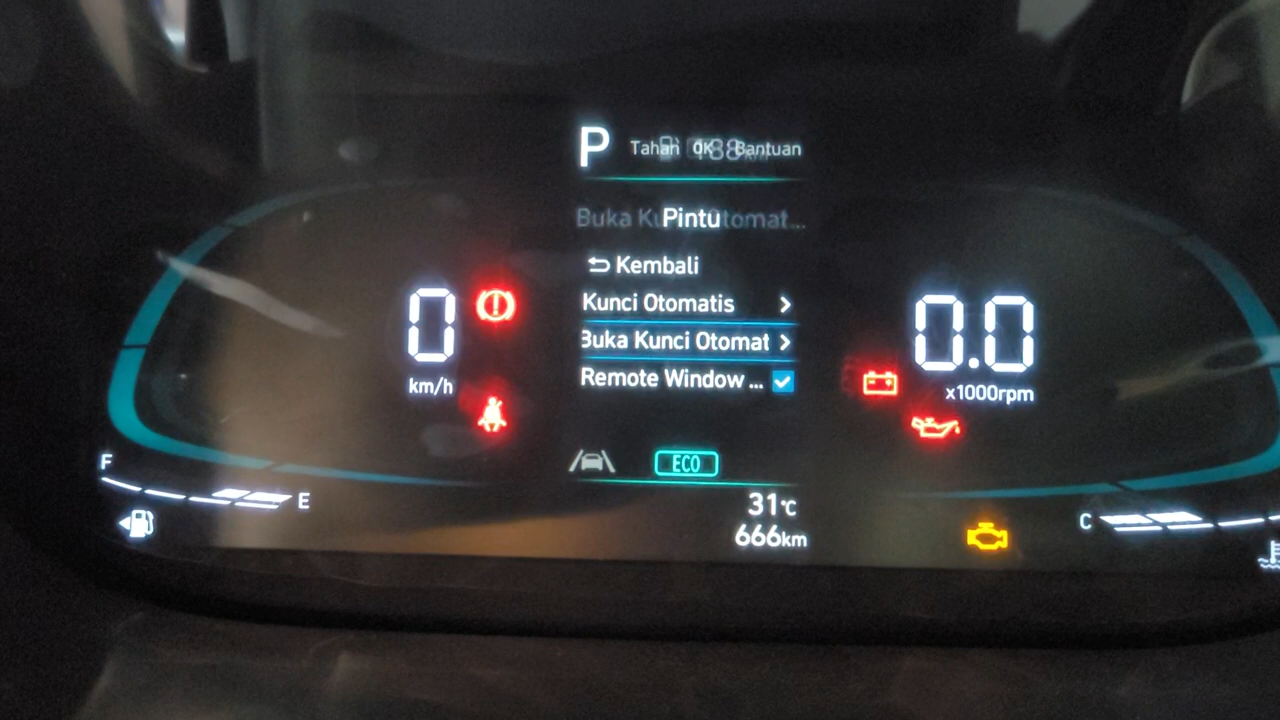 P Tahan OK Bantuan
Pintu
Kembali
Kunci Otomatis
Buka Kunci Otomat
Remote Window ...
0
km/h
0.0
x1000rpm
ECO
F
E
C
31°C
666km